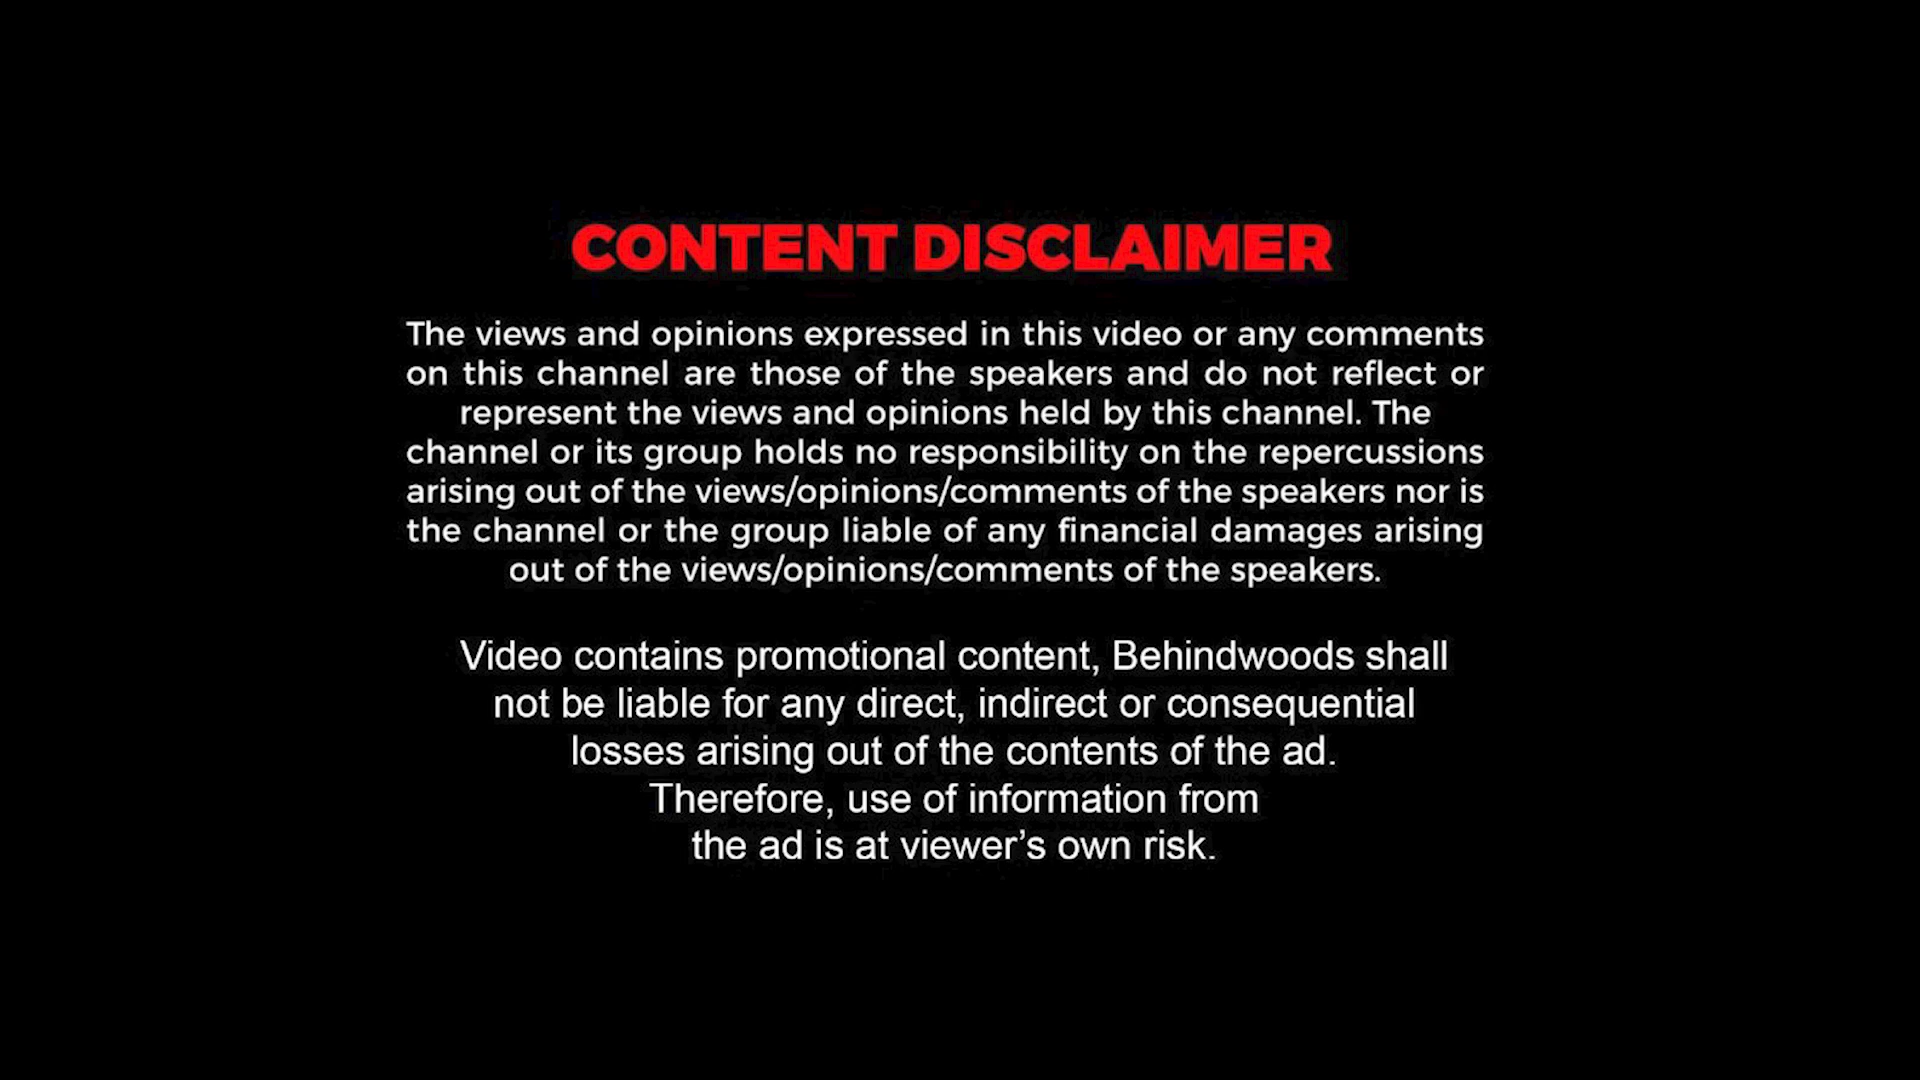 CONTENT DISCLAIMER
The views and opinions expressed in this video or any comments
on this channel are those of the speakers and do not reflect or
represent the views and opinions held by this channel. The
channel or its group holds no responsibility on the repercussions
arising out of the views/opinions/comments of the speakers nor is
the channel or the group liable of any financial damages arising
out of the views/opinions/comments of the speakers.
Video contains promotional content, Behindwoods shall
not be liable for any direct, indirect or consequential
losses arising out of the contents of the ad.
Therefore, use of information from
the ad is at viewer’s own risk.